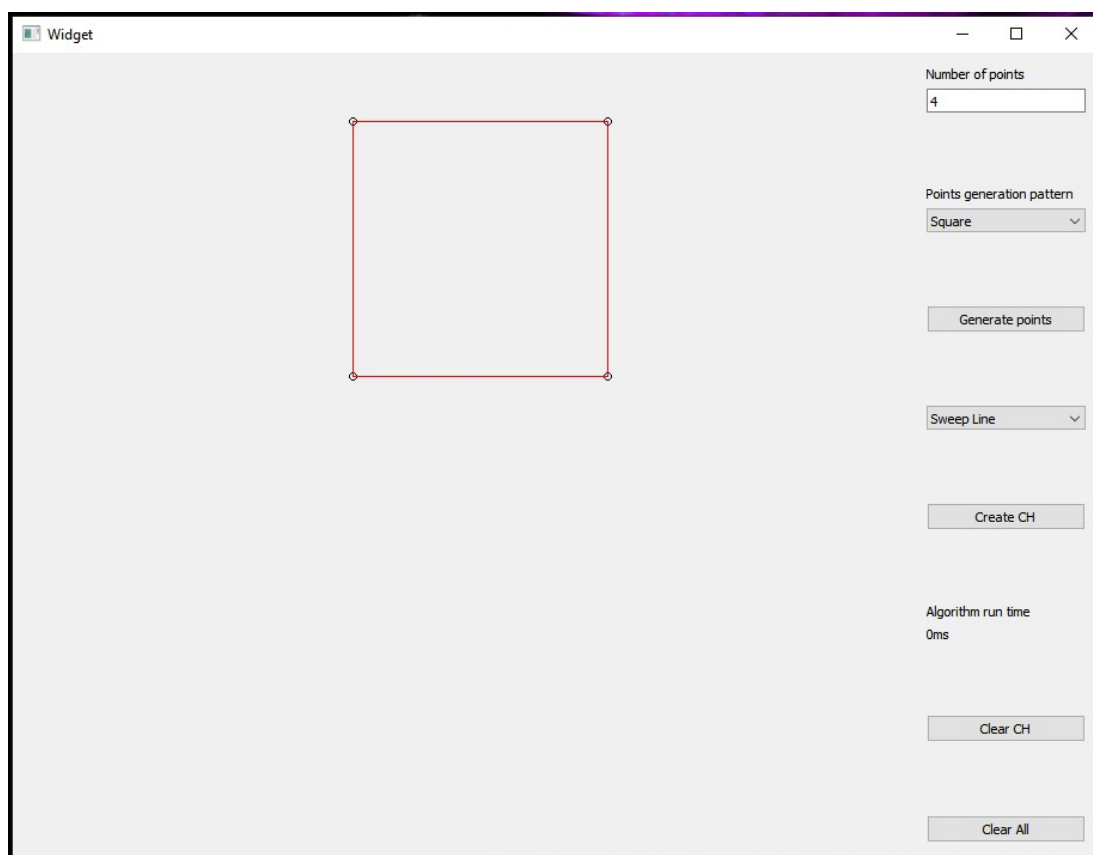 Widget
Number of points
4
Points generation pattern
Square
Generate points
Sweep Line
Create CH
Algorithm run time
0ms
Clear CH
Clear All